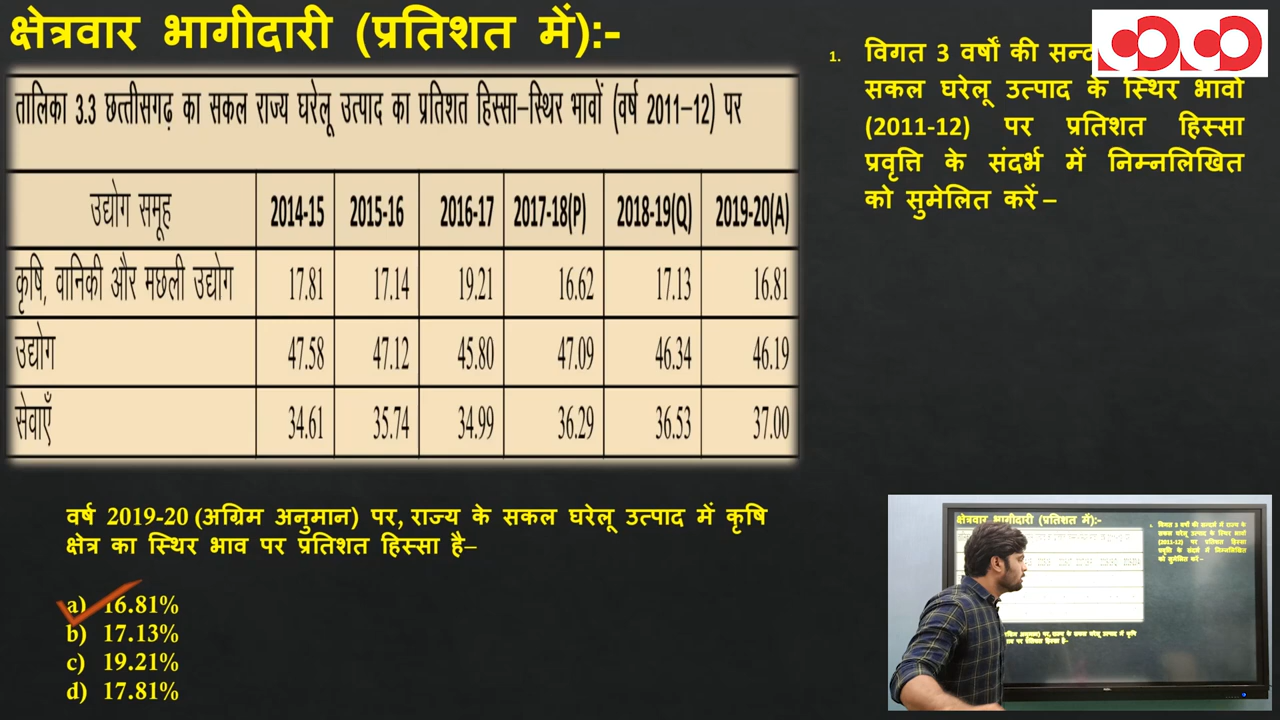 क्षेत्रवार भागीदारी (प्रतिशत में):-
तालिका 3.3 छत्तीसगढ़ का सकल राज्य घरेलू उत्पाद का प्रतिशत हिस्सा–स्थिर भावों (वर्ष 2011–12) पर
उद्योग समूह 2014-15 2015-16 2016-17 2017-18(P) 2018-19(Q) 2019-20(A)
कृषि, वानिकी और मछली उद्योग 17.81 17.14 19.21 16.62 17.13 16.81
उद्योग 47.58 47.12 45.80 47.09 46.34 46.19
सेवाएँ 34.61 35.74 34.99 36.29 36.53 37.00
वर्ष 2019-20 (अग्रिम अनुमान) पर, राज्य के सकल घरेलू उत्पाद में कृषि
क्षेत्र का स्थिर भाव पर प्रतिशत हिस्सा है–
a) 16.81%
b) 17.13%
c) 19.21%
d) 17.81%
1. विगत 3 वर्षों की
सकल घरेलू उत्पाद के स्थिर भावों
(2011-12) पर प्रतिशत हिस्सा
प्रवृत्ति के संदर्भ में निम्नलिखित
को सुमेलित करें –
क्षेत्रवार भागीदारी (प्रतिशत में):-